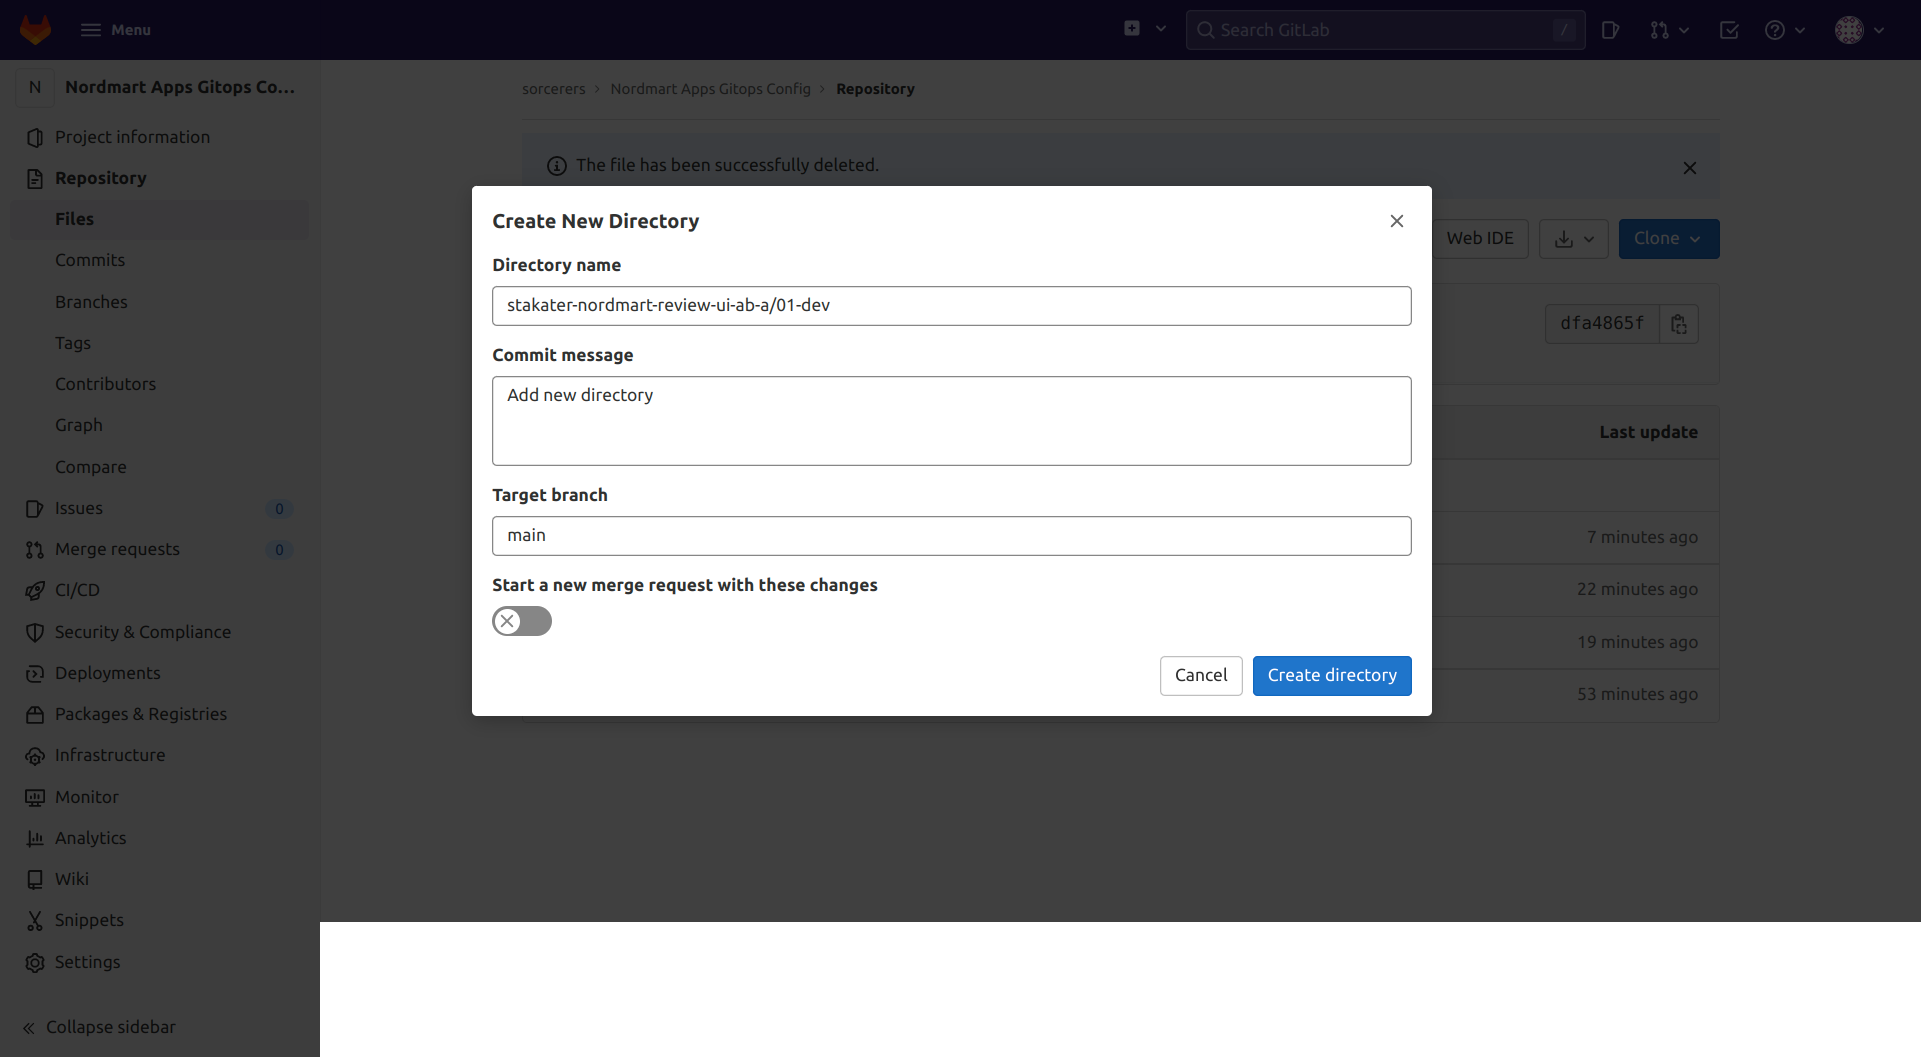 Menu
Search GitLab /
N Nordmart Apps Gitops Co...
sorcerers > Nordmart Apps Gitops Config > Repository
Project information
Repository
Files
Commits
Branches
Tags
Contributors
Graph
Compare
Issues 0
Merge requests 0
CI/CD
Security & Compliance
Deployments
Packages & Registries
Infrastructure
Monitor
Analytics
Wiki
Snippets
Settings
Collapse sidebar
The file has been successfully deleted.
Web IDE
Clone
dfa4865f
Last update
7 minutes ago
22 minutes ago
19 minutes ago
53 minutes ago
Create New Directory
Directory name
stakater-nordmart-review-ui-ab-a/01-dev
Commit message
Add new directory
Target branch
main
Start a new merge request with these changes
Cancel
Create directory